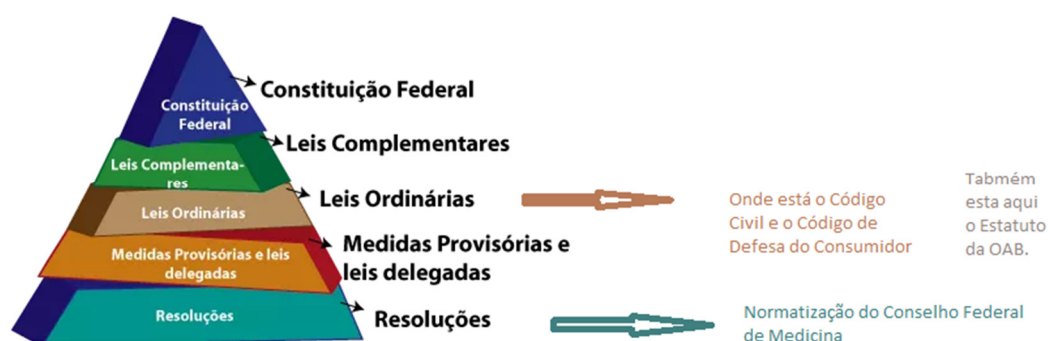 Constituição
Federal
Constituição Federal
Leis Complementa-
res
Leis Complementares
Leis Ordinárias
Leis Ordinárias
Onde está o Código
Civil e o Código de
Defesa do Consumidor
Tabmém
esta aqui
o Estatuto
da OAB.
Medidas Provisórias e leis
delegadas
Medidas Provisórias e
leis delegadas
Resoluções
Resoluções
Normatização do Conselho Federal
de Medicina